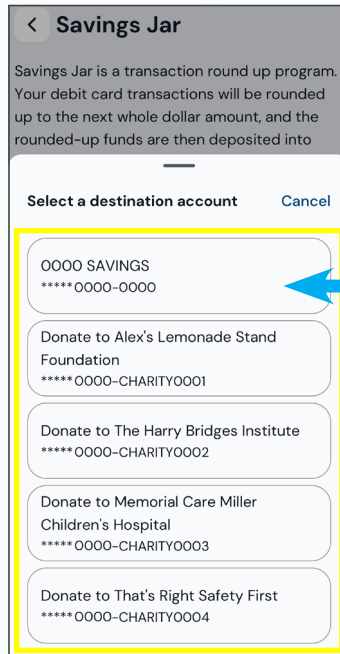 Savings Jar
Savings Jar is a transaction round up program.
Your debit card transactions will be rounded
up to the next whole dollar amount, and the
rounded-up funds are then deposited into
Select a destination account Cancel
0000 SAVINGS
*****0000-0000
Donate to Alex's Lemonade Stand
Foundation
*****0000-CHARITY0001
Donate to The Harry Bridges Institute
*****0000-CHARITY0002
Donate to Memorial Care Miller
Children's Hospital
*****0000-CHARITY0003
Donate to That's Right Safety First
*****0000-CHARITY0004